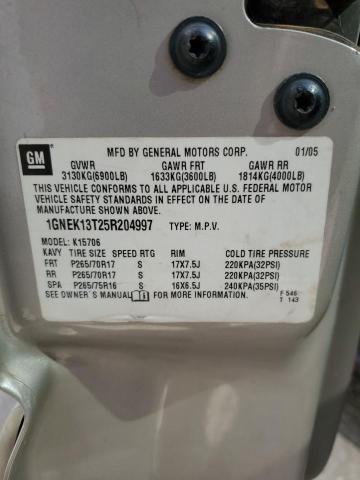 GM
MFD BY GENERAL MOTORS CORP. 01/05
GVWR GAWR FRT GAWR RR
3130KG(6900LB) 1633KG(3600LB) 1814KG(4000LB)
THIS VEHICLE CONFORMS TO ALL APPLICABLE U.S. FEDERAL MOTOR
VEHICLE SAFETY STANDARDS IN EFFECT ON THE DATE OF
MANUFACTURE SHOWN ABOVE.
1GNEK13T25R204997 TYPE: M.P.V.
MODEL: K15706
KAVY TIRE SIZE SPEED RTG RIM COLD TIRE PRESSURE
FRT P265/70R17 S 17X7.5J 220KPA(32PSI)
RR P265/70R17 S 17X7.5J 220KPA(32PSI)
SPA P265/75R16 S 16X6.5J 240KPA(35PSI)
SEE OWNER'S MANUAL FOR MORE INFORMATION. F 546
T 143